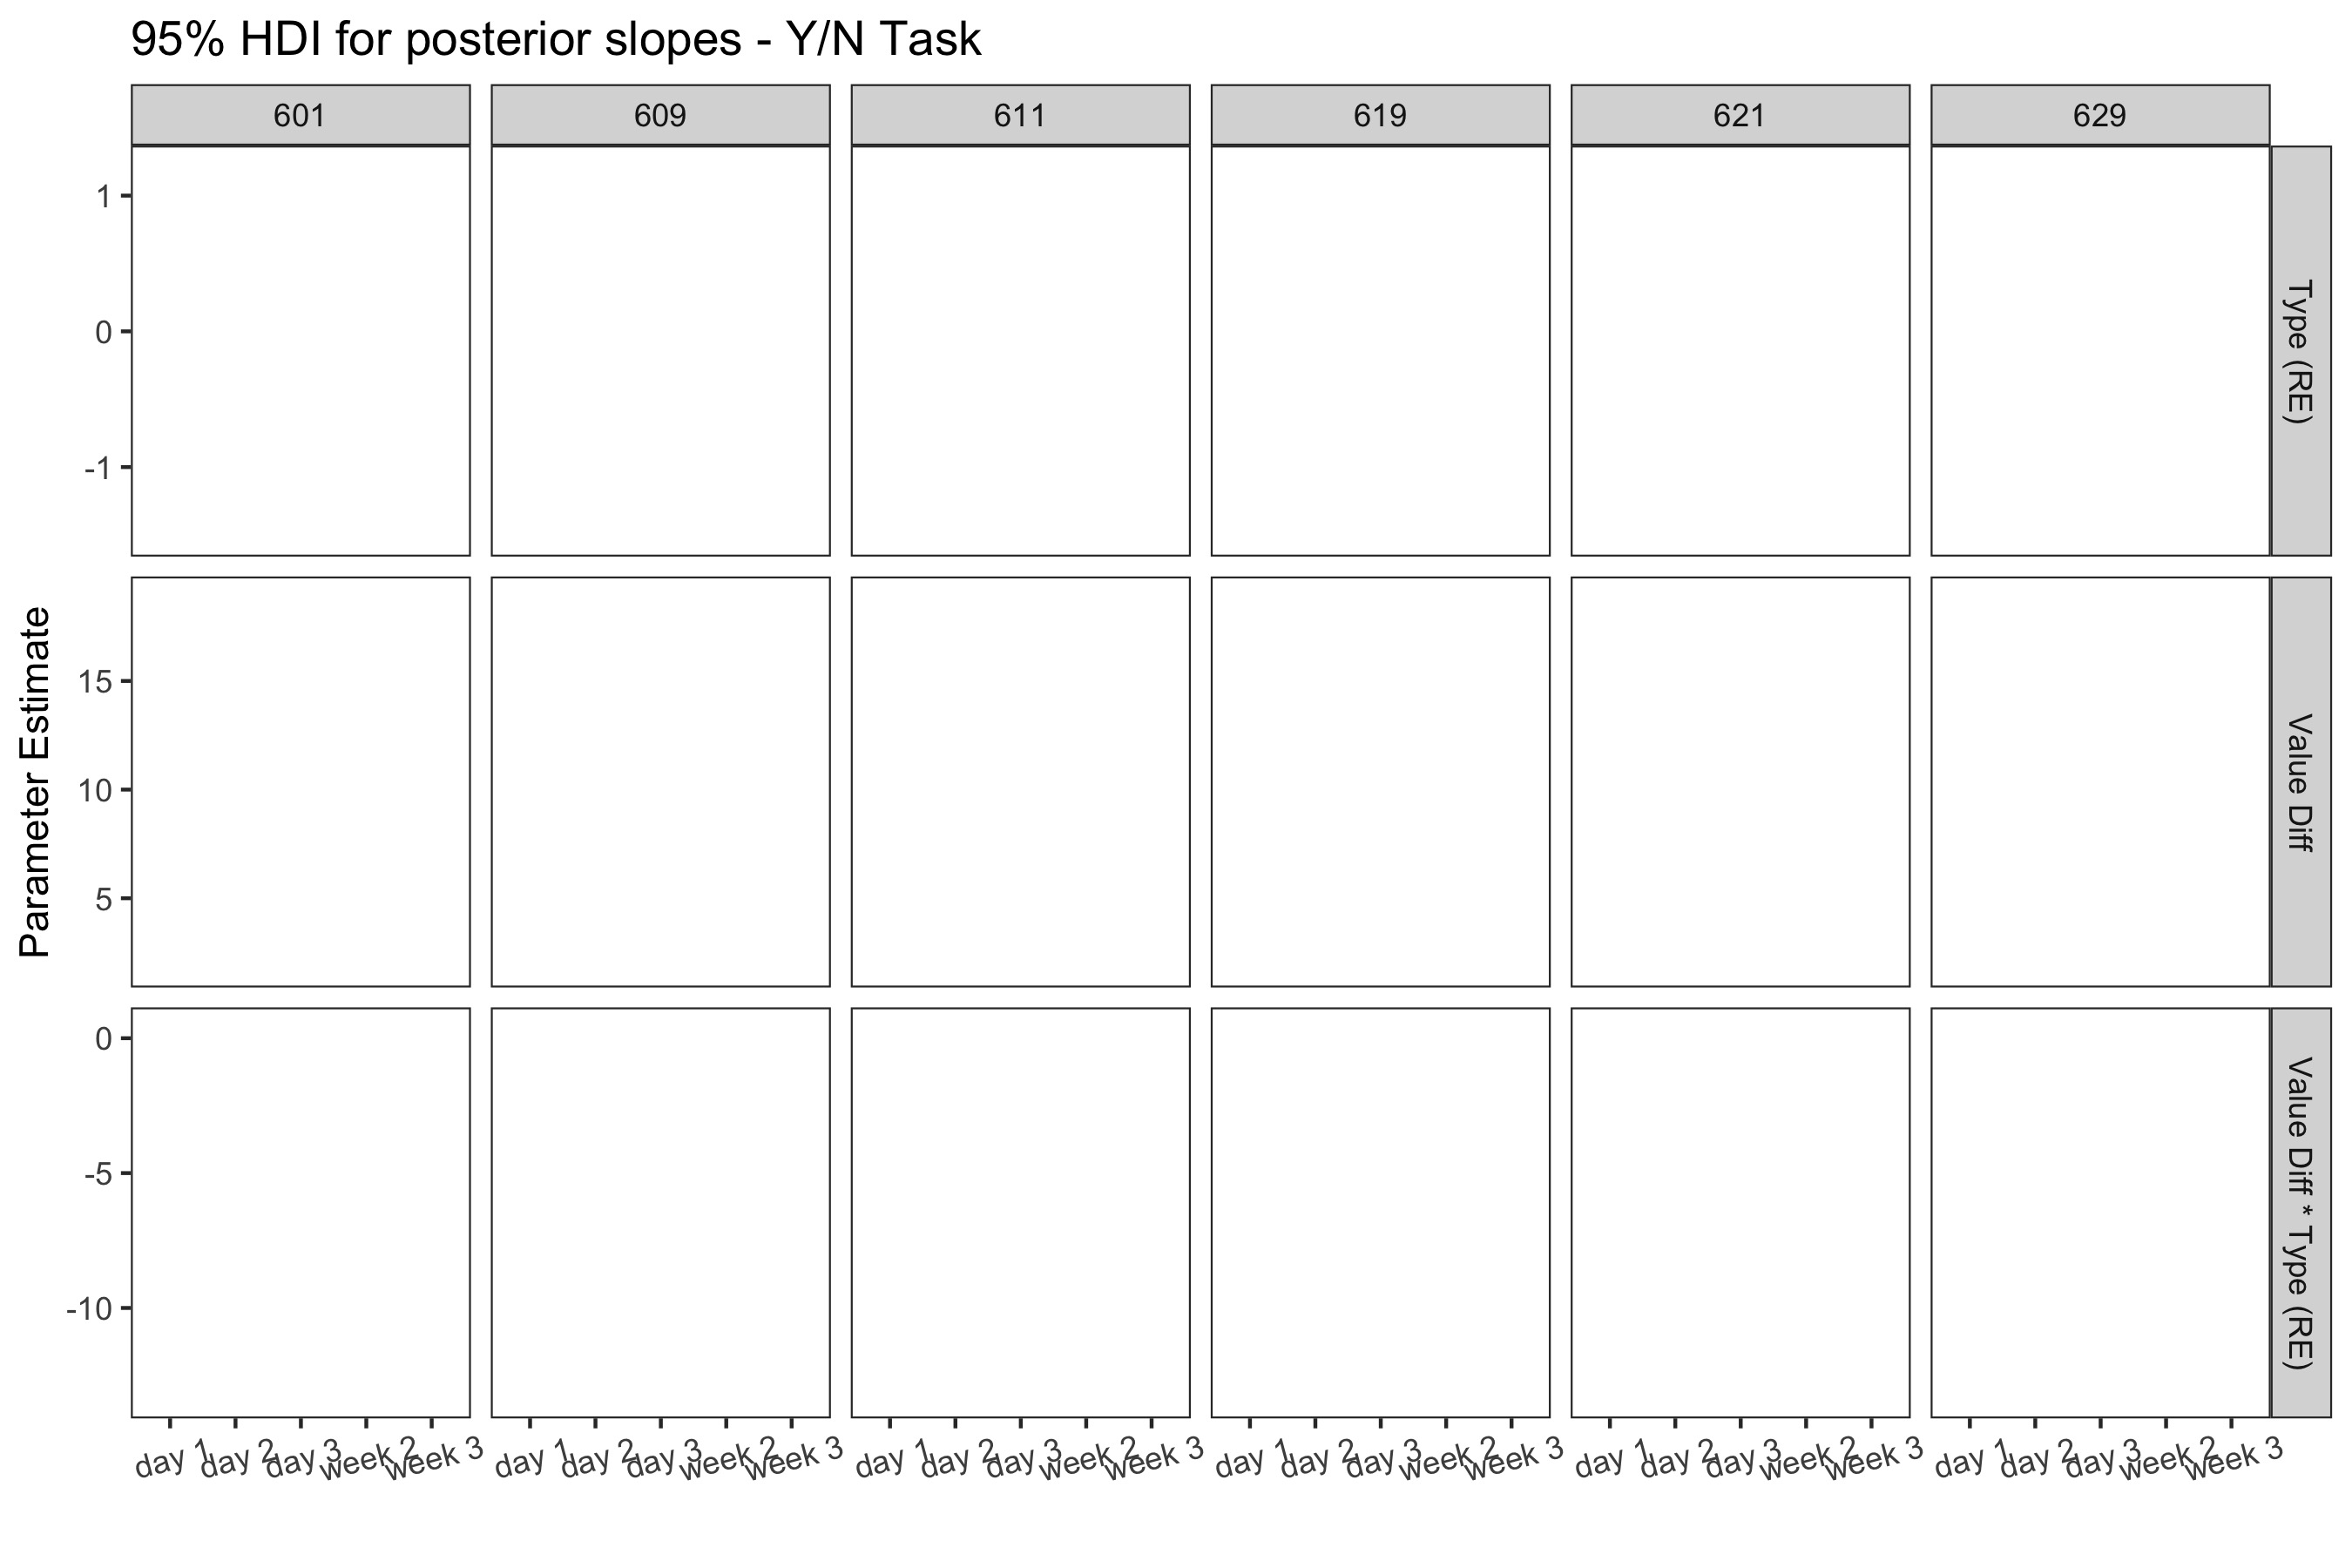 95% HDI for posterior slopes - Y/N Task
601 609 611 619 621 629
1
0
-1
Type (RE)
Parameter Estimate
15
10
5
Value Diff
0
-5
-10
Value Diff * Type (RE)
day 1 day 2 day 3 week 2 week 3 day 1 day 2 day 3 week 2 week 3 day 1 day 2 day 3 week 2 week 3 day 1 day 2 day 3 week 2 week 3 day 1 day 2 day 3 week 2 week 3 day 1 day 2 day 3 week 2 week 3